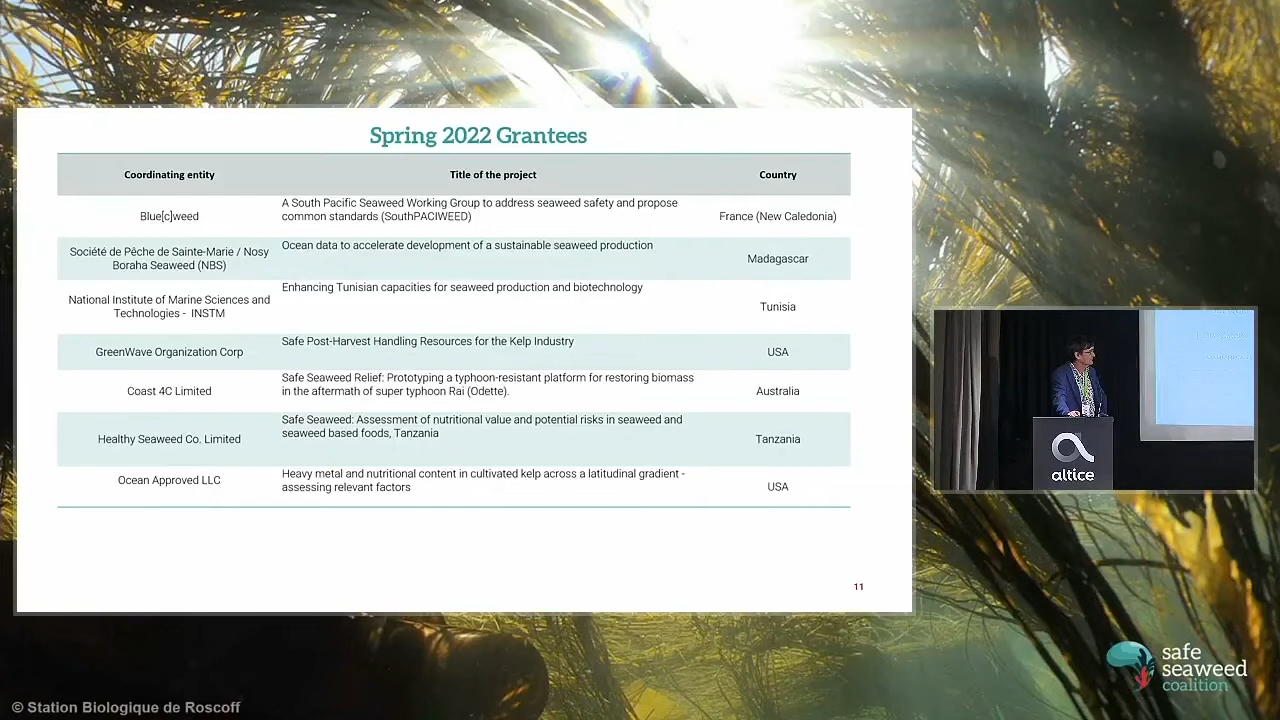 Spring 2022 Grantees
Coordinating entity
Title of the project
Country
Blue[c]weed
A South Pacific Seaweed Working Group to address seaweed safety and propose
common standards (SouthPACIWEED)
France (New Caledonia)
Société de Pêche de Sainte-Marie / Nosy
Boraha Seaweed (NBS)
Ocean data to accelerate development of a sustainable seaweed production
Madagascar
National Institute of Marine Sciences and
Technologies - INSTM
Enhancing Tunisian capacities for seaweed production and biotechnology
Tunisia
GreenWave Organization Corp
Safe Post-Harvest Handling Resources for the Kelp Industry
USA
Coast 4C Limited
Safe Seaweed Relief: Prototyping a typhoon-resistant platform for restoring biomass
in the aftermath of super typhoon Rai (Odette).
Australia
Healthy Seaweed Co. Limited
Safe Seaweed: Assessment of nutritional value and potential risks in seaweed and
seaweed based foods, Tanzania
Tanzania
Ocean Approved LLC
Heavy metal and nutritional content in cultivated kelp across a latitudinal gradient -
assessing relevant factors
USA
11
altice
safe
seaweed
coalition
© Station Biologique de Roscoff